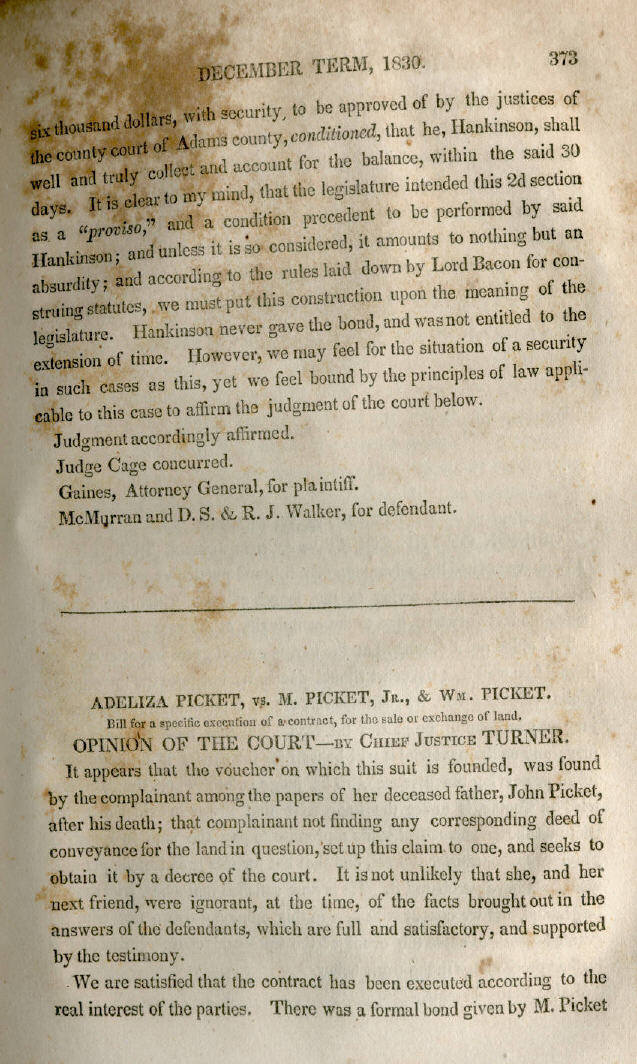 DECEMBER TERM, 1830. 373
six thousand dollars, with security, to be approved of by the justices of
the county court of Adams county, conditioned, that he, Hankinson, shall
well and truly collect and account for the balance, within the said 30
days. It is clear to my mind, that the legislature intended this 2d section
as a "proviso," and a condition precedent to be performed by said
Hankinson; and unless it is so considered, it amounts to nothing but an
absurdity; and according to the rules laid down by Lord Bacon for con-
struing statutes, we must put this construction upon the meaning of the
legislature. Hankinson never gave the bond, and was not entitled to the
extension of time. However, we may feel for the situation of a security
in such cases as this, yet we feel bound by the principles of law appli-
cable to this case to affirm the judgment of the court below.
Judgment accordingly affirmed.
Judge Cage concurred.
Gaines, Attorney General, for plaintiff.
McMurran and D. S. & R. J. Walker, for defendant.
ADELIZA PICKET, vs. M. PICKET, JR., & WM. PICKET.
Bill for a specific execution of a contract, for the sale or exchange of land.
OPINION OF THE COURT—BY CHIEF JUSTICE TURNER.
It appears that the voucher on which this suit is founded, was found
by the complainant among the papers of her deceased father, John Picket,
after his death; that complainant not finding any corresponding deed of
conveyance for the land in question, set up this claim to one, and seeks to
obtain it by a decree of the court. It is not unlikely that she, and her
next friend, were ignorant, at the time, of the facts brought out in the
answers of the defendants, which are full and satisfactory, and supported
by the testimony.
We are satisfied that the contract has been executed according to the
real interest of the parties. There was a formal bond given by M. Picket